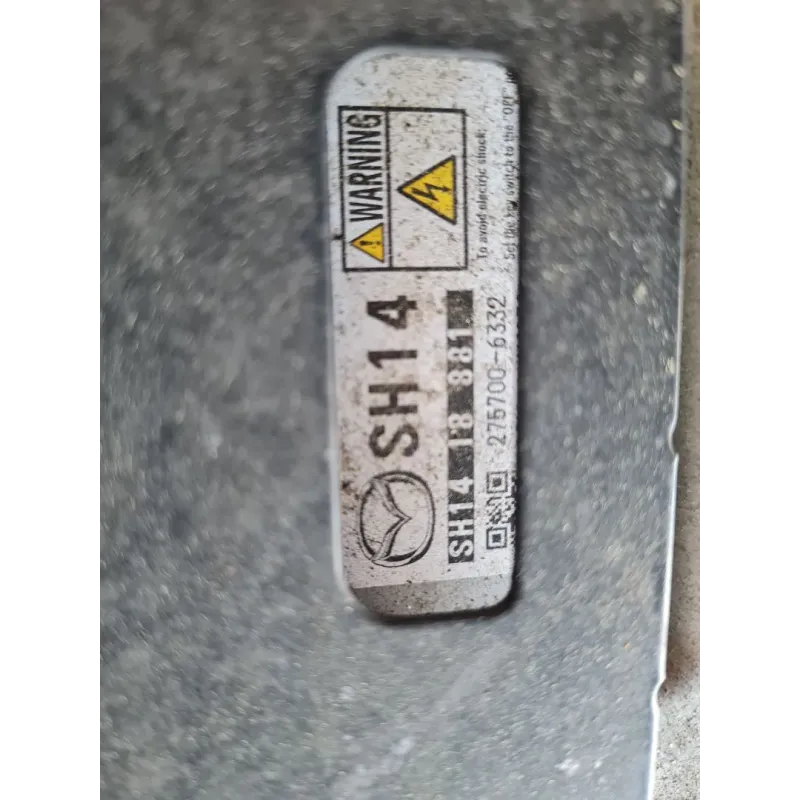 WARNING
To avoid electric shock:
Set the key switch to the "OFF"
SH14
SH14 18 881
275700-6332